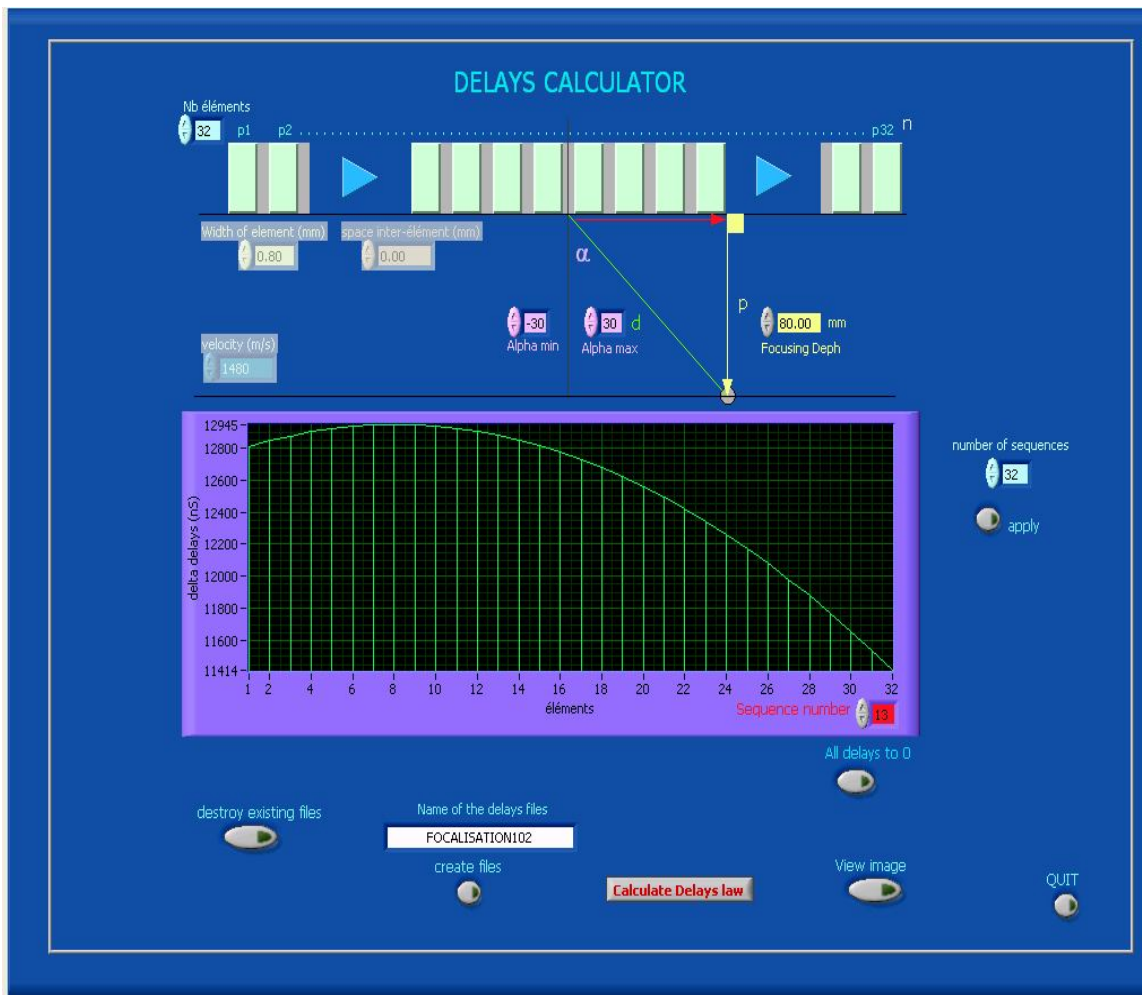 DELAYS CALCULATOR
Nb éléments
32
p1 p2 ........................................................................ p32 n
Width of element (mm) space inter-élément (mm)
0.80 0.00
α
p
-30 30 d 80.00 mm
Alpha min Alpha max Focusing Deph
velocity (m/s)
1480
12945
12800
12600
12400
12200
12000
11800
11600
11414
delta delays (nS)
1 2 4 6 8 10 12 14 16 18 20 22 24 26 28 30 32
éléments
Sequence number 13
number of sequences
32
apply
All delays to 0
destroy existing files
Name of the delays files
FOCALISATION102
create files
Calculate Delays law
View image
QUIT